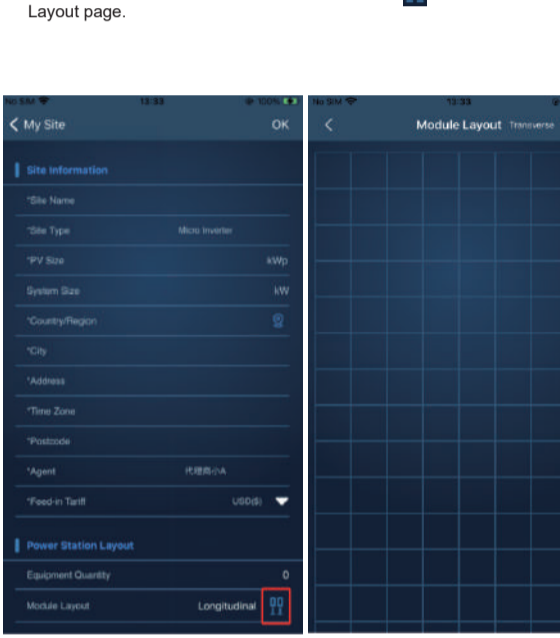 Layout page.
No SIM 13:33 100%
My Site OK
Site Information
*Site Name
*Site Type Micro Inverter
*PV Size kWp
System Size kW
*Country/Region
*City
*Address
*Time Zone
*Postcode
*Agent 代理商小A
*Feed-in Tariff USD($)
Power Station Layout
Equipment Quantity 0
Module Layout Longitudinal
No SIM 13:33
Module Layout Transverse